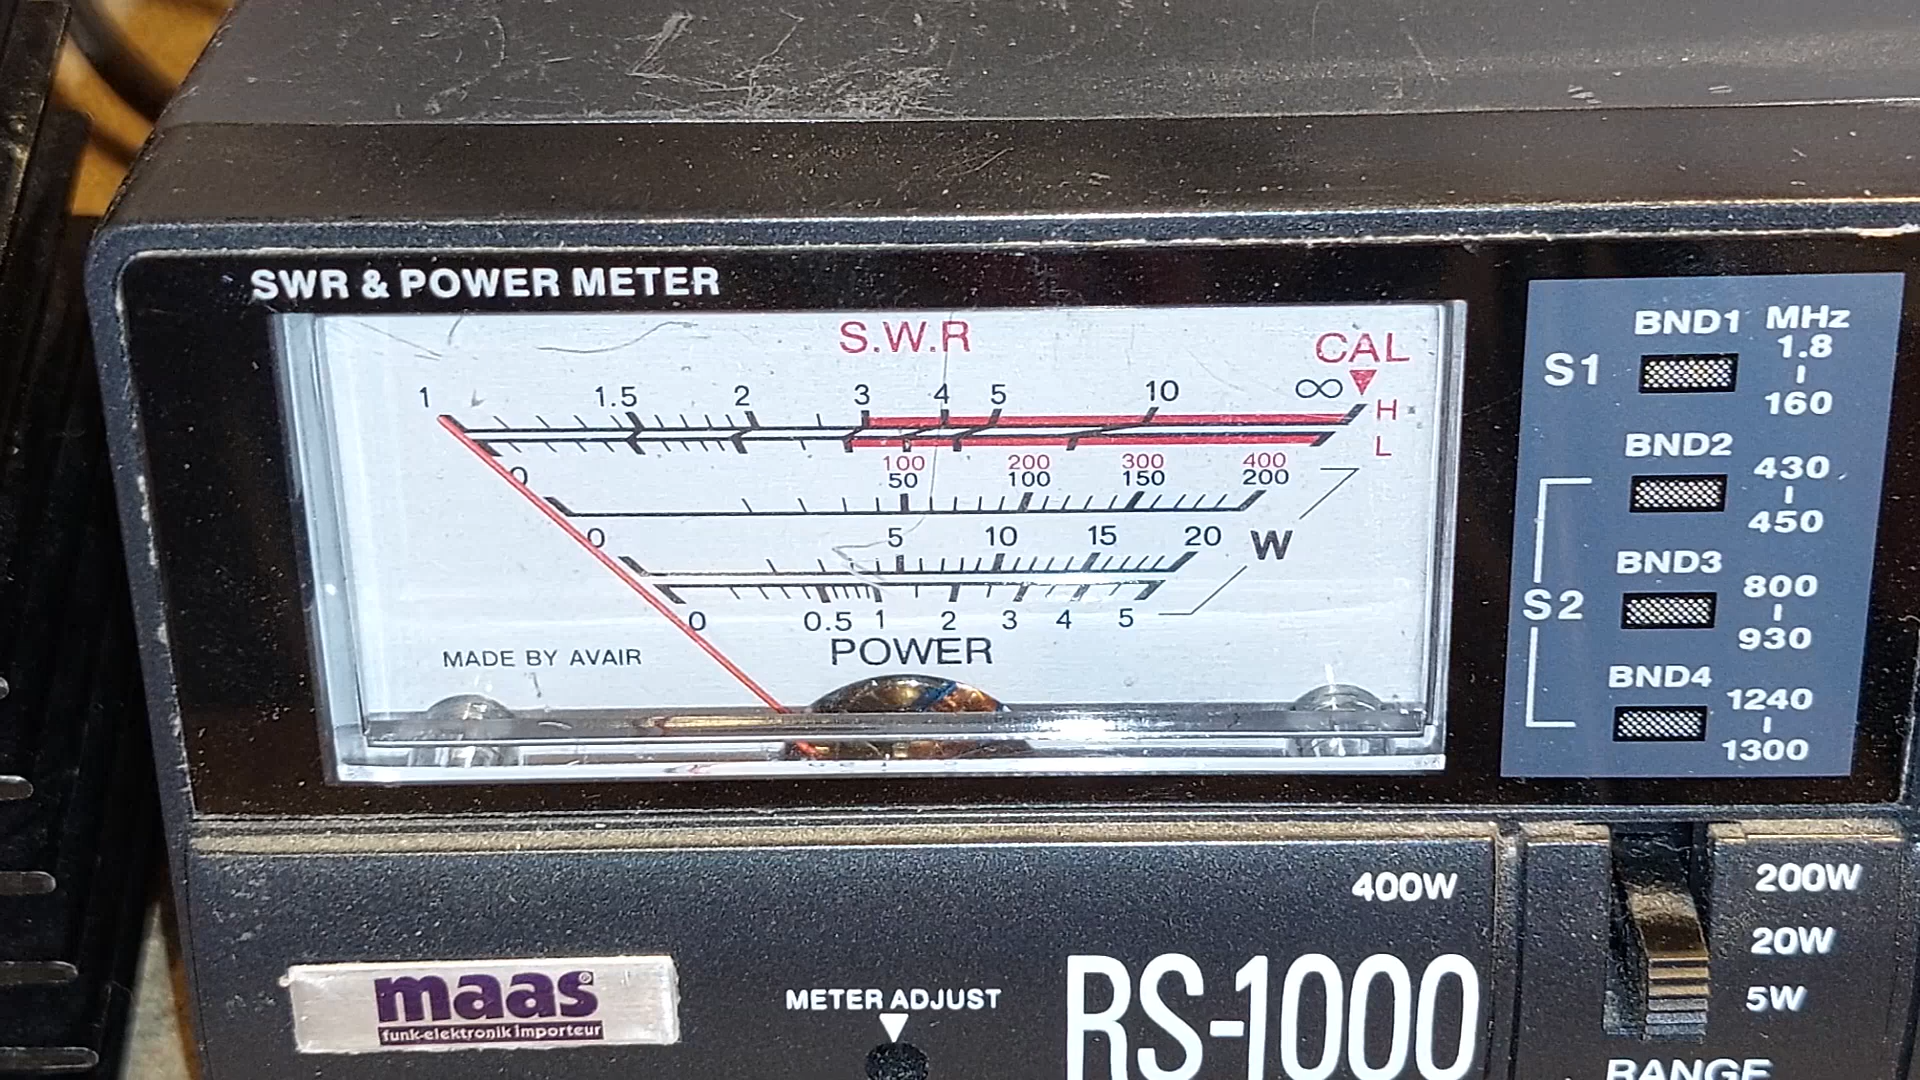 SWR & POWER METER
S.W.R
CAL
1 1.5 2 3 4 5 10 ∞
H
L
100 200 300 400
0 50 100 150 200
0 5 10 15 20
W
0 0.5 1 2 3 4 5
MADE BY AVAIR
POWER
BND1 MHz
S1
1.8
160
BND2
430
450
BND3
S2
800
930
BND4
1240
1300
400W
200W
20W
5W
RANGE
maas®
funk-elektronik importeur
METER ADJUST
RS-1000